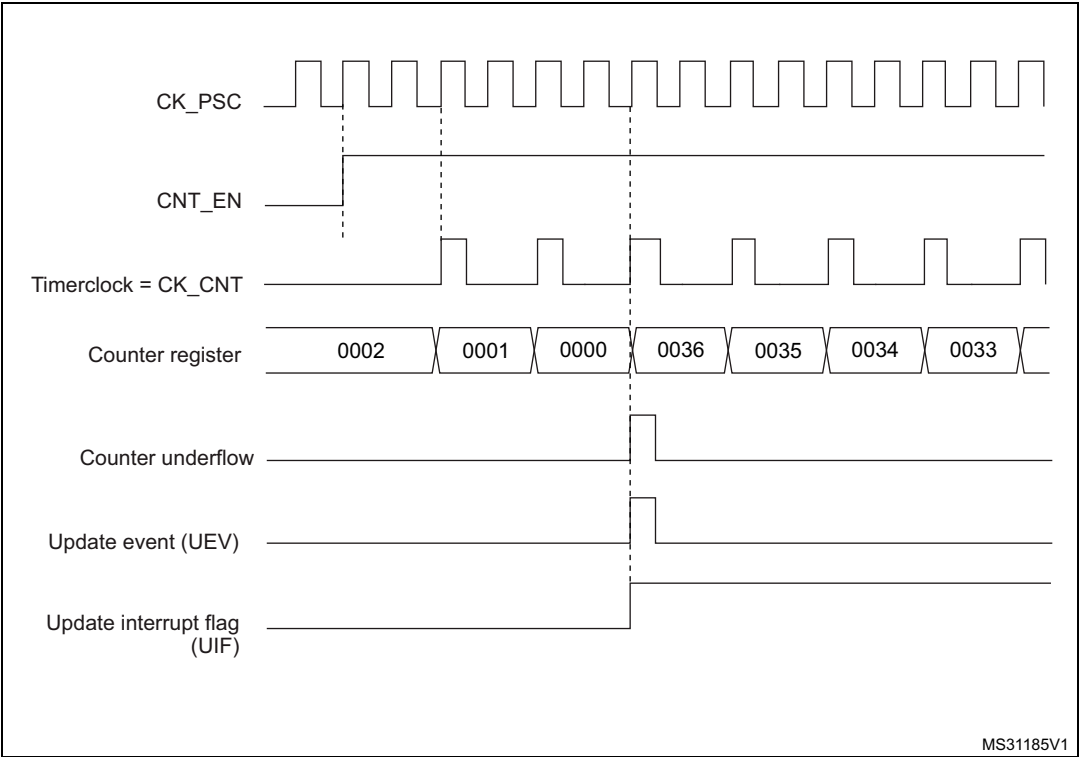 CK_PSC
CNT_EN
Timerclock = CK_CNT
Counter register
0002 0001 0000 0036 0035 0034 0033
Counter underflow
Update event (UEV)
Update interrupt flag
(UIF)
MS31185V1